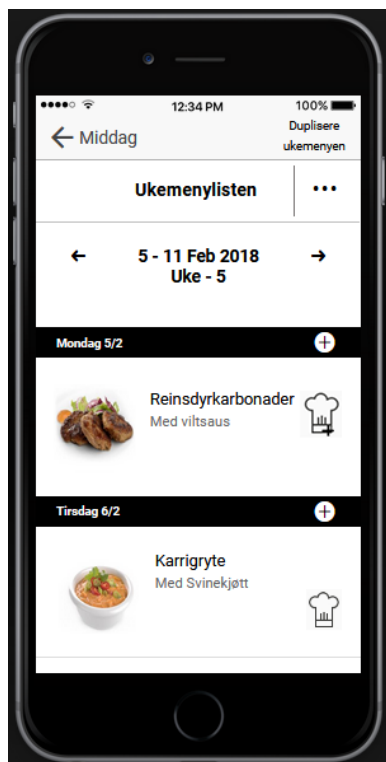 12:34 PM
100%
← Middag
Duplisere
ukemenyen
Ukemenylisten
...
← 5 - 11 Feb 2018 →
Uke - 5
Mondag 5/2
Reinsdyrkarbonader
Med viltsaus
Tirsdag 6/2
Karrigryte
Med Svinekjøtt